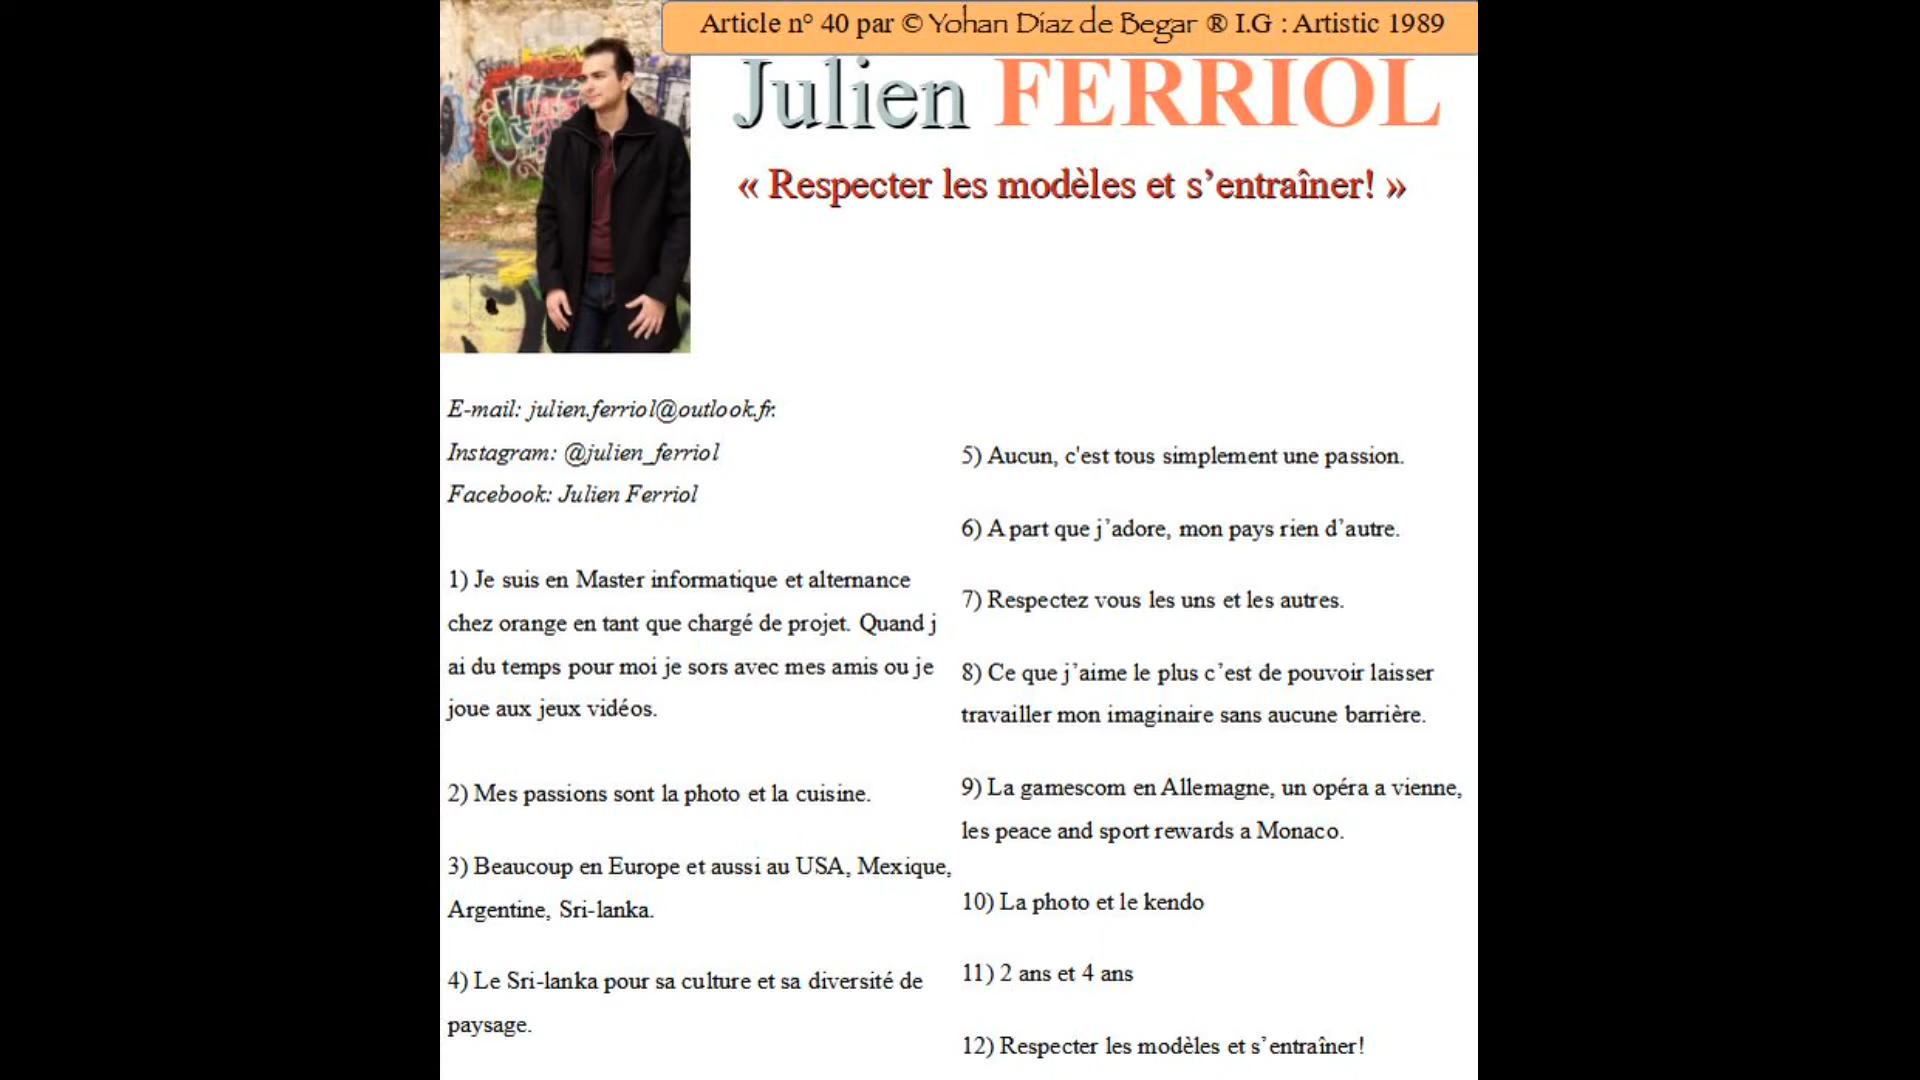 Article n° 40 par © Yohan Díaz de Begar ® I.G : Artistic 1989
Julien FERRIOL
« Respecter les modèles et s’entraîner! »
E-mail: julien.ferriol@outlook.fr.
Instagram: @julien_ferriol
Facebook: Julien Ferriol
1) Je suis en Master informatique et alternance
chez orange en tant que chargé de projet. Quand j
ai du temps pour moi je sors avec mes amis ou je
joue aux jeux vidéos.
2) Mes passions sont la photo et la cuisine.
3) Beaucoup en Europe et aussi au USA, Mexique,
Argentine, Sri-lanka.
4) Le Sri-lanka pour sa culture et sa diversité de
paysage.
5) Aucun, c'est tous simplement une passion.
6) A part que j’adore, mon pays rien d’autre.
7) Respectez vous les uns et les autres.
8) Ce que j’aime le plus c’est de pouvoir laisser
travailler mon imaginaire sans aucune barrière.
9) La gamescom en Allemagne, un opéra a vienne,
les peace and sport rewards a Monaco.
10) La photo et le kendo
11) 2 ans et 4 ans
12) Respecter les modèles et s’entraîner!